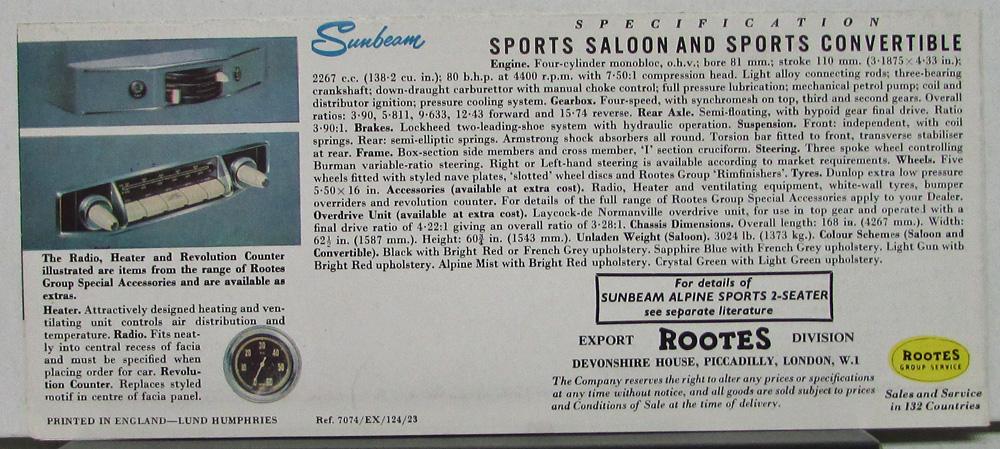 Sunbeam
SPECIFICATION
SPORTS SALOON AND SPORTS CONVERTIBLE
Engine. Four-cylinder monobloc, o.h.v.; bore 81 mm.; stroke 110 mm. (3·1875×4·33 in.);
2267 c.c. (138·2 cu. in.); 80 b.h.p. at 4400 r.p.m. with 7·50:1 compression head. Light alloy connecting rods; three-bearing
crankshaft; down-draught carburettor with manual choke control; full pressure lubrication; mechanical petrol pump; coil and
distributor ignition; pressure cooling system. Gearbox. Four-speed, with synchromesh on top, third and second gears. Overall
ratios: 3·90, 5·811, 9·633, 12·43 forward and 15·74 reverse. Rear Axle. Semi-floating, with hypoid gear final drive. Ratio
3·90:1. Brakes. Lockheed two-leading-shoe system with hydraulic operation. Suspension. Front: independent, with coil
springs. Rear: semi-elliptic springs. Armstrong shock absorbers all round. Torsion bar fitted to front, transverse stabiliser
at rear. Frame. Box-section side members and cross member, 'I' section cruciform. Steering. Three spoke wheel controlling
Burman variable-ratio steering. Right or Left-hand steering is available according to market requirements. Wheels. Five
wheels fitted with styled nave plates, 'slotted' wheel discs and Rootes Group 'Rimfinishers'. Tyres. Dunlop extra low pressure
5·50×16 in. Accessories (available at extra cost). Radio, Heater and ventilating equipment, white-wall tyres, bumper
overriders and revolution counter. For details of the full range of Rootes Group Special Accessories apply to your Dealer.
Overdrive Unit (available at extra cost). Laycock-de Normanville overdrive unit, for use in top gear and operated with a
final drive ratio of 4·22:1 giving an overall ratio of 3·28:1. Chassis Dimensions. Overall length: 168 in. (4267 mm.). Width:
62½ in. (1587 mm.). Height: 60¾ in. (1543 mm.). Unladen Weight (Saloon). 3024 lb. (1373 kg.). Colour Schemes (Saloon and
Convertible). Black with Bright Red or French Grey upholstery. Sapphire Blue with French Grey upholstery. Light Gun with
Bright Red upholstery. Alpine Mist with Bright Red upholstery. Crystal Green with Light Green upholstery.
The Radio, Heater and Revolution Counter
illustrated are items from the range of Rootes
Group Special Accessories and are available as
extras.
Heater. Attractively designed heating and ven-
tilating unit controls air distribution and
temperature. Radio. Fits neat-
ly into central recess of facia
and must be specified when
placing order for car. Revolu-
tion Counter. Replaces styled
motif in centre of facia panel.
For details of
SUNBEAM ALPINE SPORTS 2-SEATER
see separate literature
EXPORT ROOTES DIVISION
DEVONSHIRE HOUSE, PICCADILLY, LONDON, W.1
The Company reserves the right to alter any prices or specifications
at any time without notice, and all goods are sold subject to prices
and Conditions of Sale at the time of delivery.
ROOTES
GROUP SERVICE
Sales and Service
in 132 Countries
PRINTED IN ENGLAND—LUND HUMPHRIES
Ref. 7074/EX/124/23